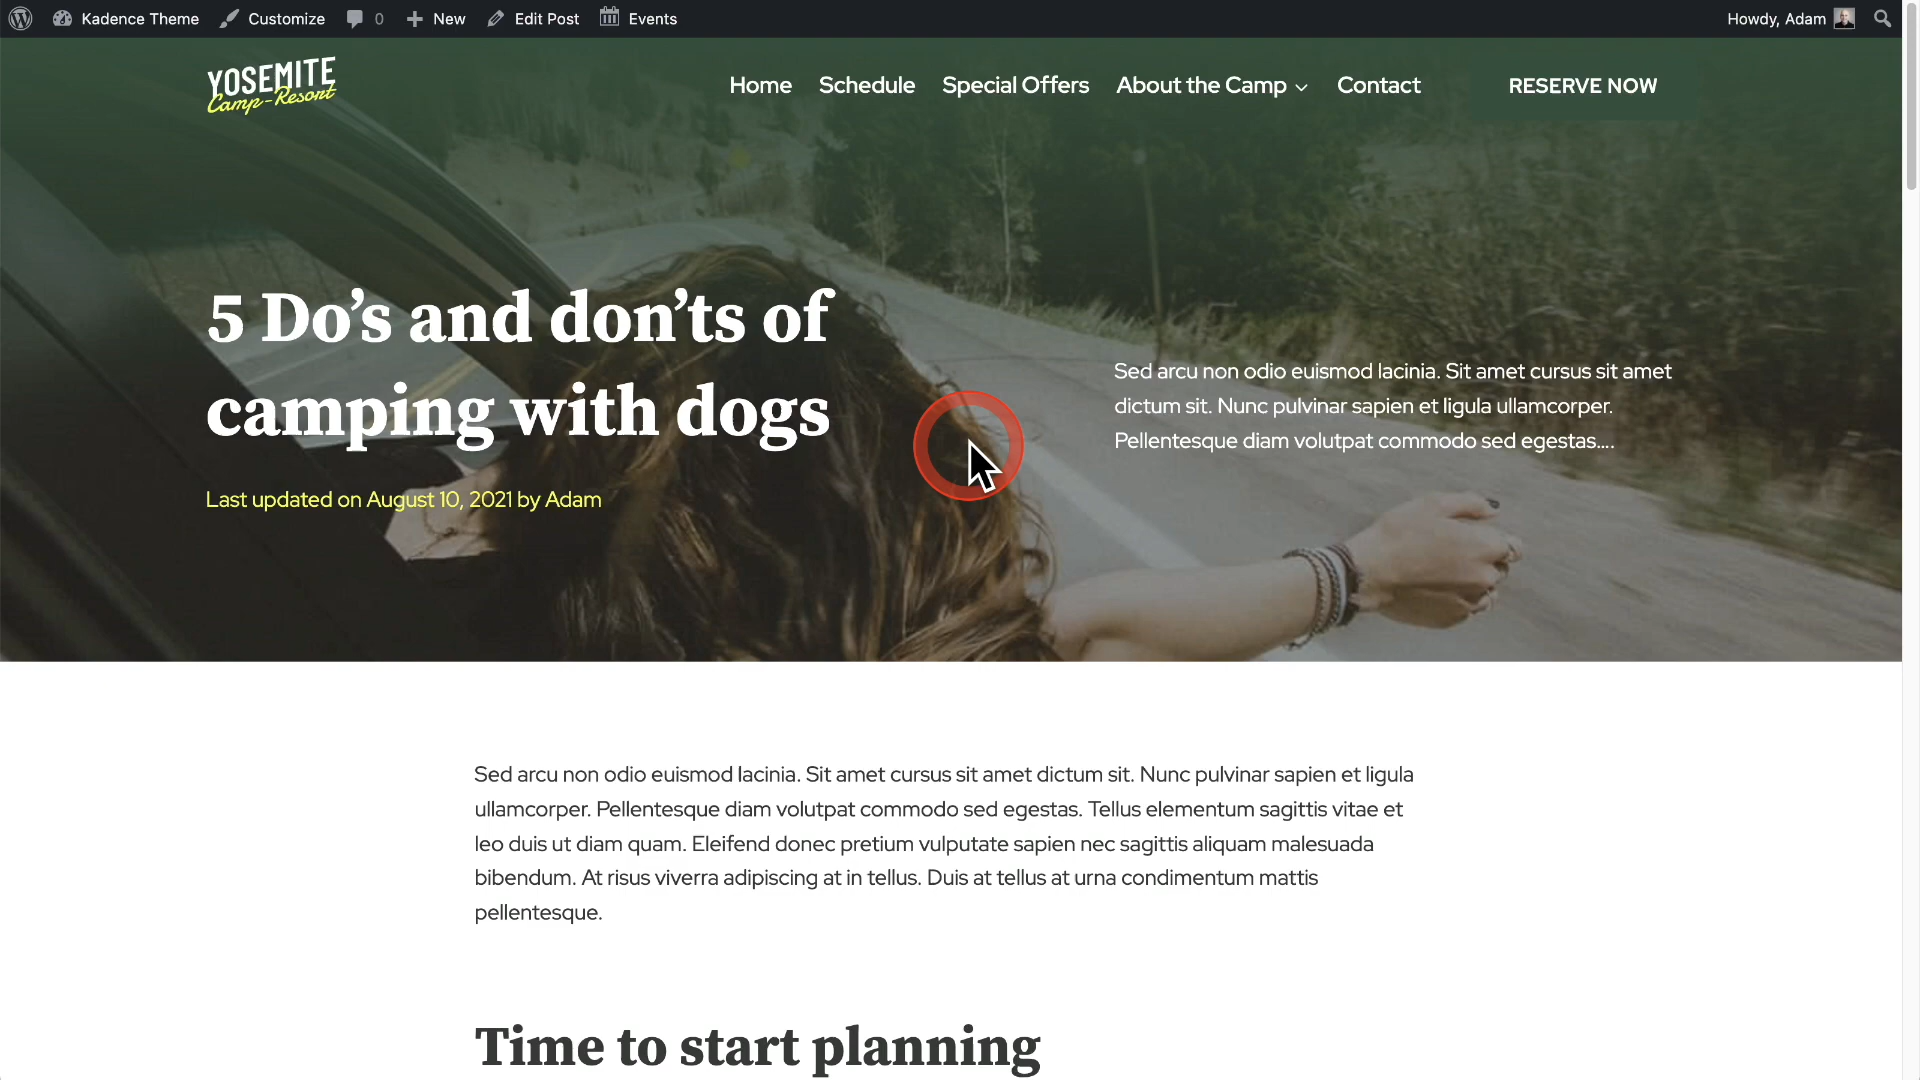 Kadence Theme Customize 0 New Edit Post Events Howdy, Adam
YOSEMITE
Camp-Resort
Home Schedule Special Offers About the Camp Contact RESERVE NOW
5 Do’s and don’ts of
camping with dogs
Last updated on August 10, 2021 by Adam
Sed arcu non odio euismod lacinia. Sit amet cursus sit amet
dictum sit. Nunc pulvinar sapien et ligula ullamcorper.
Pellentesque diam volutpat commodo sed egestas....
Sed arcu non odio euismod lacinia. Sit amet cursus sit amet dictum sit. Nunc pulvinar sapien et ligula
ullamcorper. Pellentesque diam volutpat commodo sed egestas. Tellus elementum sagittis vitae et
leo duis ut diam quam. Eleifend donec pretium vulputate sapien nec sagittis aliquam malesuada
bibendum. At risus viverra adipiscing at in tellus. Duis at tellus at urna condimentum mattis
pellentesque.
Time to start planning